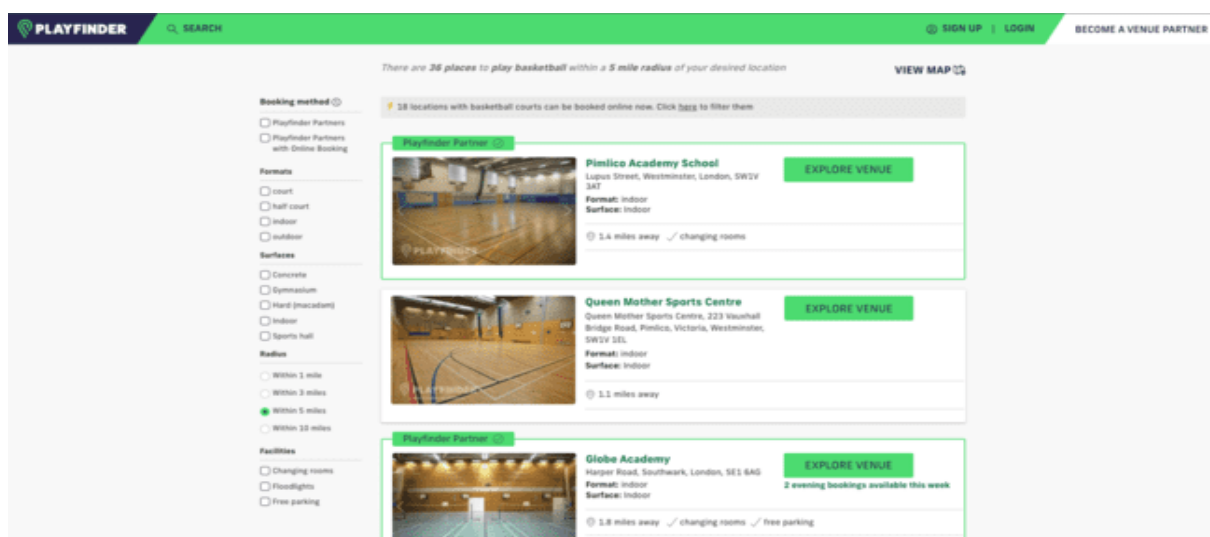 PLAYFINDER
SEARCH
SIGN UP | LOGIN
BECOME A VENUE PARTNER
There are 36 places to play basketball within a 5 mile radius of your desired location
VIEW MAP
Booking method
Playfinder Partners
Playfinder Partners
with Online Booking
Formats
court
half court
indoor
outdoor
Surfaces
Concrete
Gymnasium
Hard (macadam)
Indoor
Sports hall
Radius
Within 1 mile
Within 3 miles
Within 5 miles
Within 10 miles
Facilities
Changing rooms
Floodlights
Free parking
18 locations with basketball courts can be booked online now. Click here to filter them
Playfinder Partner
PLAYFINDER
Pimlico Academy School
Lupus Street, Westminster, London, SW1V
3AT
Format: indoor
Surface: Indoor
EXPLORE VENUE
1.4 miles away changing rooms
PLAYFINDER
Queen Mother Sports Centre
Queen Mother Sports Centre, 223 Vauxhall
Bridge Road, Pimlico, Victoria, Westminster,
SW1V 1EL
Format: indoor
Surface: Indoor
EXPLORE VENUE
1.1 miles away
Playfinder Partner
Globe Academy
Harper Road, Southwark, London, SE1 6AG
Format: indoor
Surface: Indoor
EXPLORE VENUE
2 evening bookings available this week
1.8 miles away changing rooms free parking